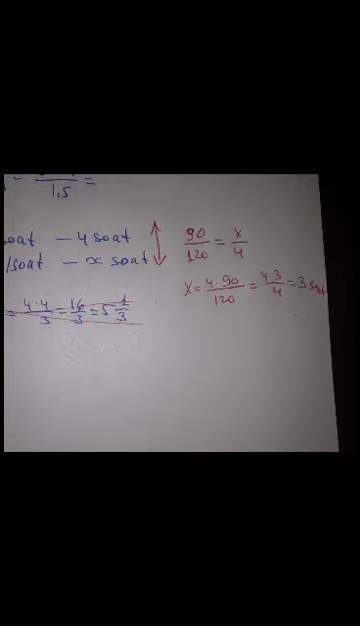 1,5 =
soat – 4 soat
/soat – x soat
90/120 = x/4
x = 4·90/120 = 4·3/4 = 3 soat
= 4·4/3 = 16/3 = 5 1/3